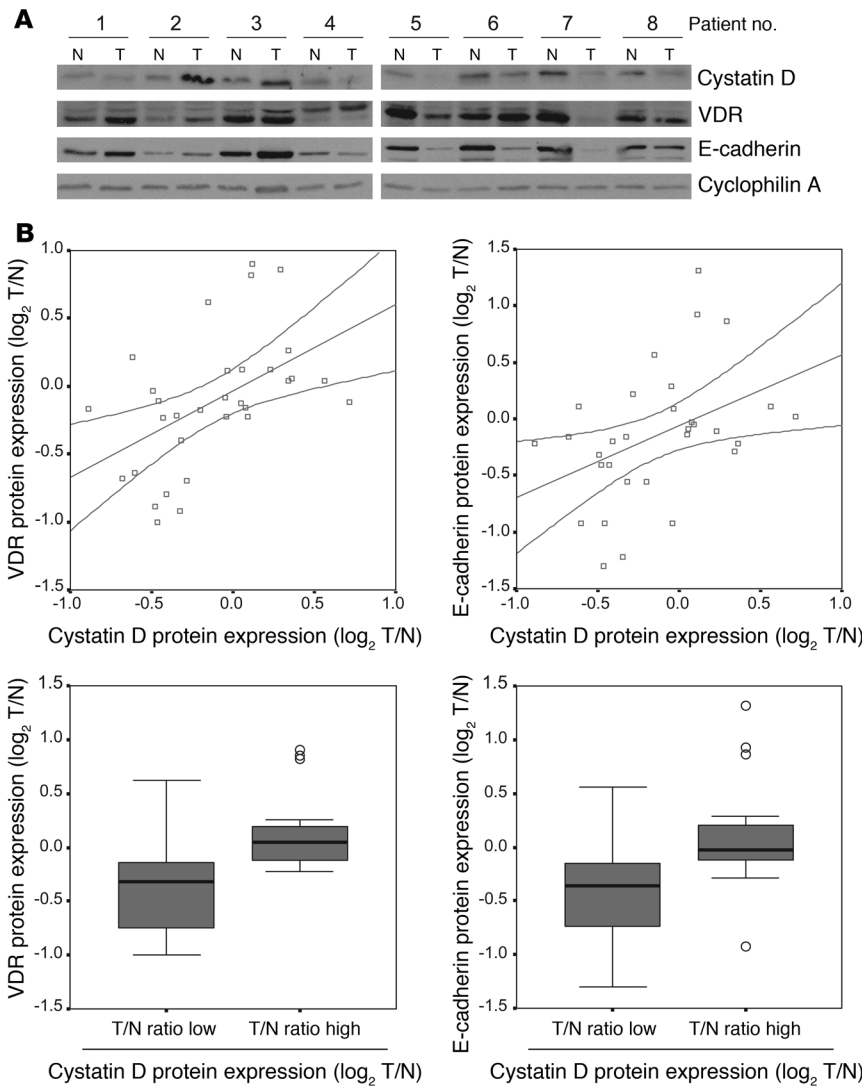 A
1 2 3 4 5 6 7 8 Patient no.
N T N T N T N T N T N T N T N T
Cystatin D
VDR
E-cadherin
Cyclophilin A
B
VDR protein expression (log2 T/N)
1.0
0.5
0.0
-0.5
-1.0
-1.5
-1.0 -0.5 0.0 0.5 1.0
Cystatin D protein expression (log2 T/N)
E-cadherin protein expression (log2 T/N)
1.5
1.0
0.5
0.0
-0.5
-1.0
-1.5
-1.0 -0.5 0.0 0.5 1.0
Cystatin D protein expression (log2 T/N)
VDR protein expression (log2 T/N)
1.5
1.0
0.5
0.0
-0.5
-1.0
-1.5
T/N ratio low T/N ratio high
Cystatin D protein expression (log2 T/N)
E-cadherin protein expression (log2 T/N)
1.5
1.0
0.5
0.0
-0.5
-1.0
-1.5
T/N ratio low T/N ratio high
Cystatin D protein expression (log2 T/N)